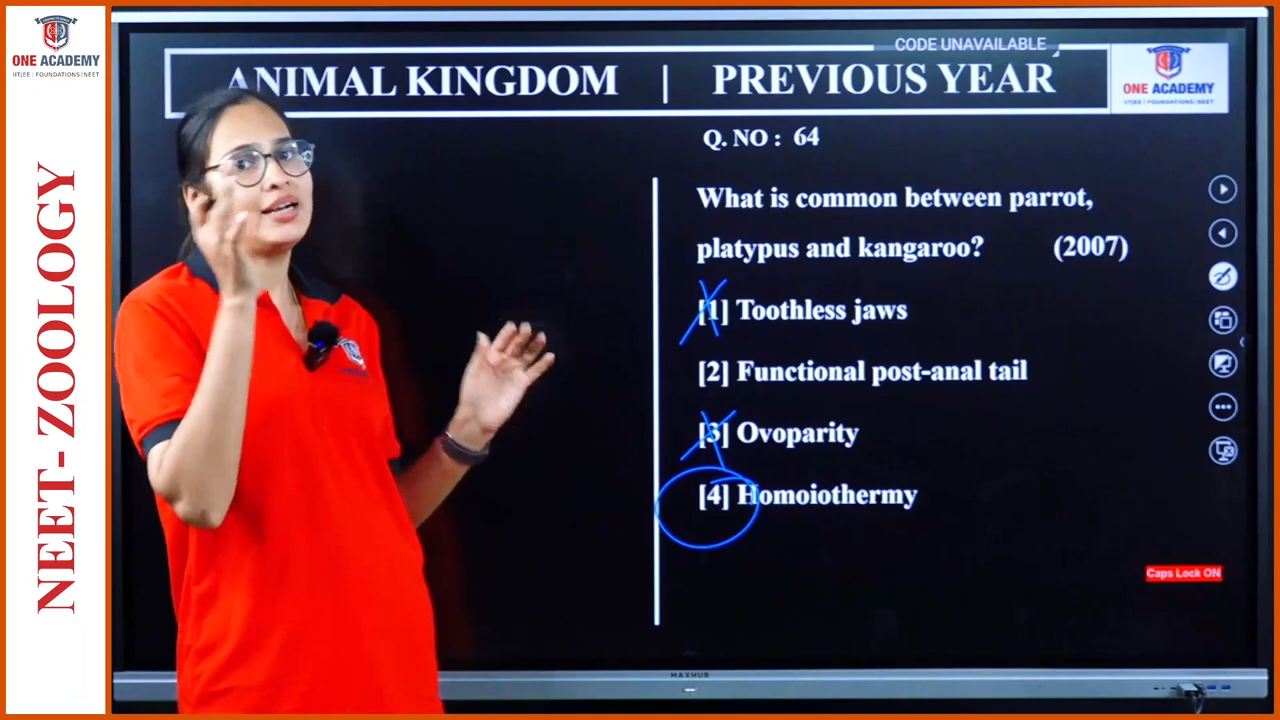 ONE ACADEMY
IIT|JEE | FOUNDATIONS | NEET
NEET- ZOOLOGY
CODE UNAVAILABLE
ANIMAL KINGDOM | PREVIOUS YEAR
ONE ACADEMY
IIT|JEE | FOUNDATIONS | NEET
Q. NO : 64
What is common between parrot,
platypus and kangaroo? (2007)
[1] Toothless jaws
[2] Functional post-anal tail
[3] Ovoparity
[4] Homoiothermy
Caps Lock ON
MAXHUB